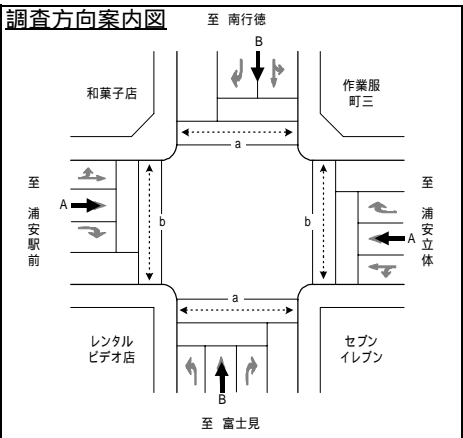 調査方向案内図
至 南行徳
B
和菓子店
作業服
町三
a
至 浦安駅前
A
b
b
A
至 浦安立体
a
レンタル
ビデオ店
セブン
イレブン
B
至 富士見